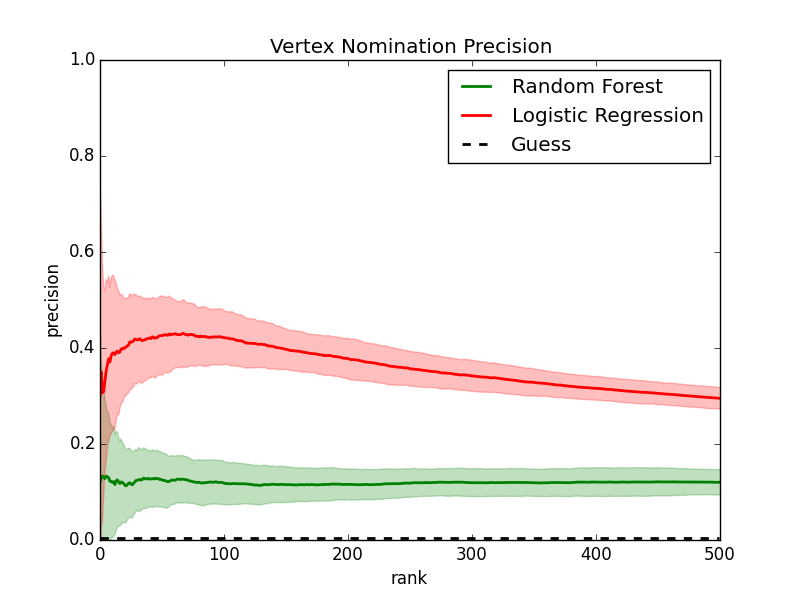 Vertex Nomination Precision
1.0
0.8
0.6
0.4
0.2
0.0
precision
Random Forest
Logistic Regression
Guess
0 100 200 300 400 500
rank